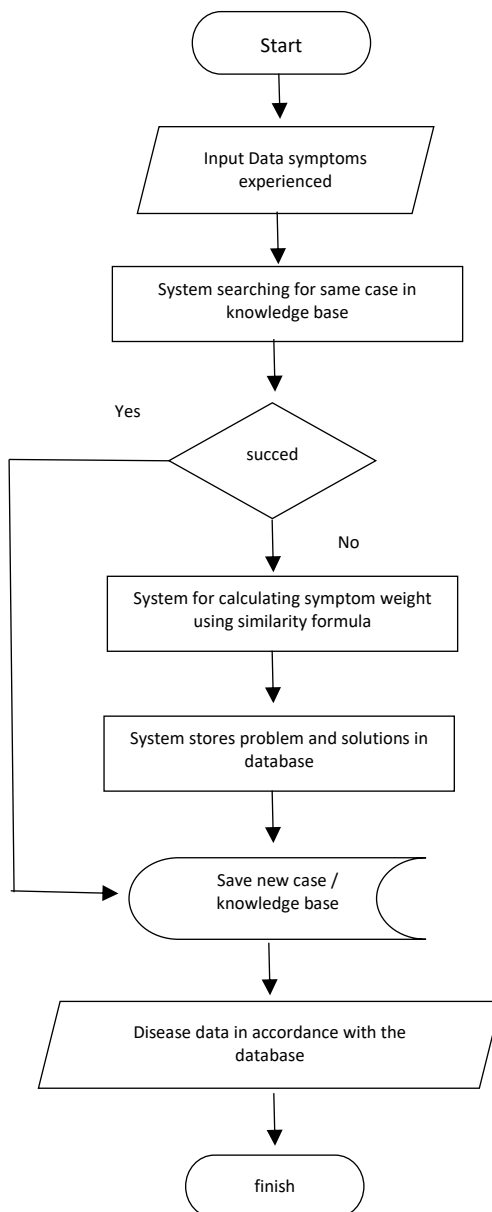 Start
Input Data symptoms
experienced
System searching for same case in
knowledge base
Yes
succed
No
System for calculating symptom weight
using similarity formula
System stores problem and solutions in
database
Save new case /
knowledge base
Disease data in accordance with the
database
finish